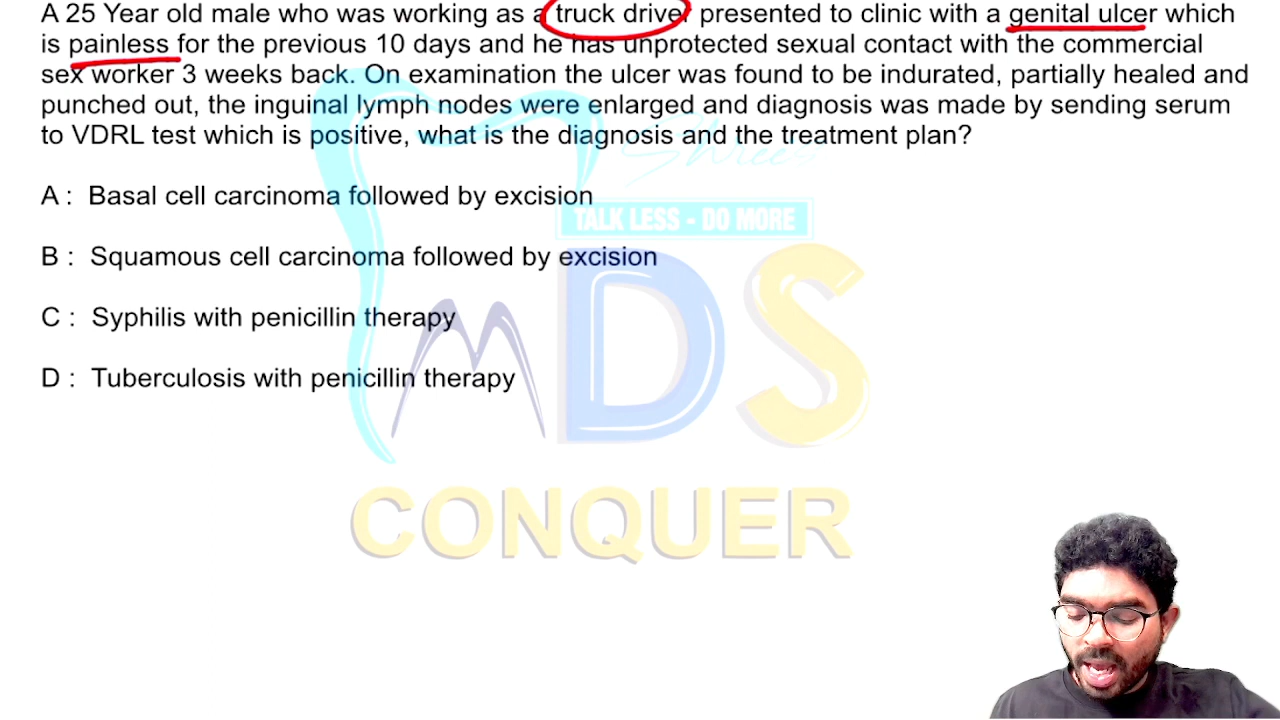 A 25 Year old male who was working as a truck driver presented to clinic with a genital ulcer which
is painless for the previous 10 days and he has unprotected sexual contact with the commercial
sex worker 3 weeks back. On examination the ulcer was found to be indurated, partially healed and
punched out, the inguinal lymph nodes were enlarged and diagnosis was made by sending serum
to VDRL test which is positive, what is the diagnosis and the treatment plan?
A : Basal cell carcinoma followed by excision
TALK LESS - DO MORE
B : Squamous cell carcinoma followed by excision
C : Syphilis with penicillin therapy
D : Tuberculosis with penicillin therapy
MDS
CONQUER